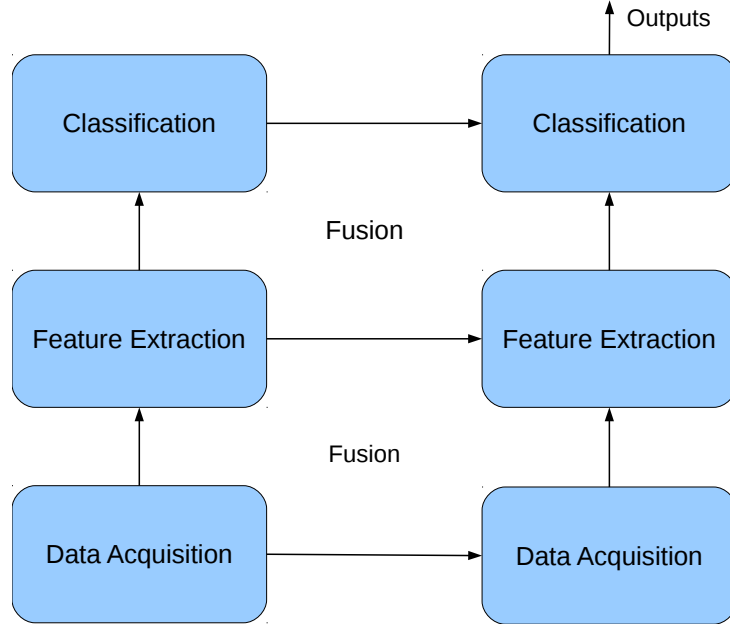 Outputs
Classification
Classification
Fusion
Feature Extraction
Feature Extraction
Fusion
Data Acquisition
Data Acquisition